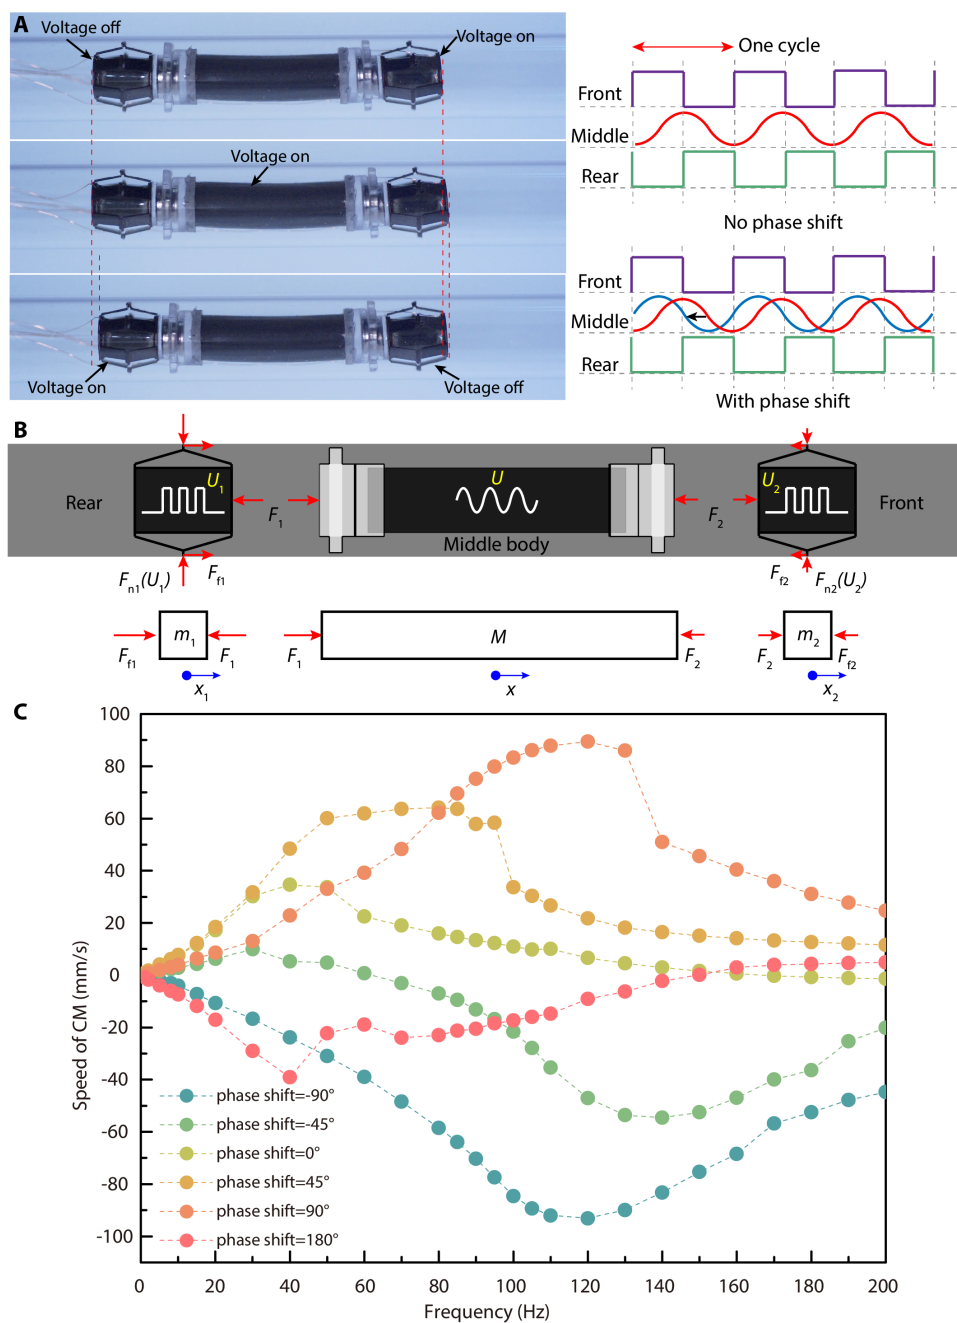 A
Voltage off
Voltage on
Voltage on
Voltage on
Voltage off
One cycle
Front
Middle
Rear
No phase shift
Front
Middle
Rear
With phase shift
B
Rear
U1
F1
U
Middle body
F2
U2
Front
Fn1(U1)
Ff1
Ff2
Fn2(U2)
m1
M
m2
Ff1
F1
F1
F2
F2
Ff2
x1
x
x2
C
100
80
60
40
20
0
-20
-40
-60
-80
-100
Speed of CM (mm/s)
phase shift=-90°
phase shift=-45°
phase shift=0°
phase shift=45°
phase shift=90°
phase shift=180°
0 20 40 60 80 100 120 140 160 180 200
Frequency (Hz)